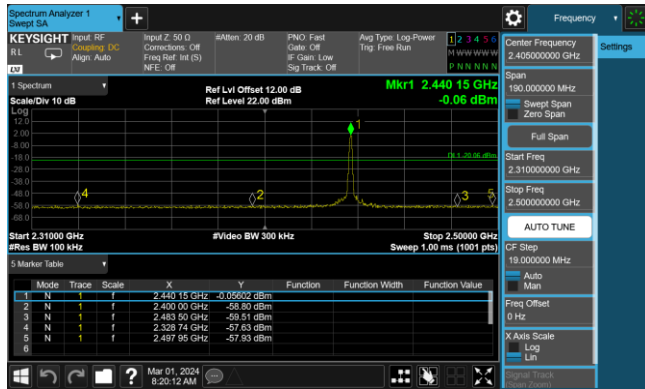 Spectrum Analyzer 1
Swept SA
+
Frequency
KEYSIGHT
RL
LXI
Input: RF
Coupling: DC
Align: Auto
Input Z: 50 Ω
Corrections: Off
Freq Ref: Int (S)
NFE: Off
#Atten: 20 dB
PNO: Fast
Gate: Off
IF Gain: Low
Sig Track: Off
Avg Type: Log-Power
Trig: Free Run
1 2 3 4 5 6
M W W W W W
P N N N N N
1 Spectrum
Scale/Div 10 dB
Ref Lvl Offset 12.00 dB
Ref Level 22.00 dBm
Mkr1 2.440 15 GHz
-0.06 dBm
Log
12.0
2.00
-8.00
-18.0
-28.0
-38.0
-48.0
-58.0
-68.0
1
DL1 -20.06 dBm
4
2
3
5
Start 2.31000 GHz
#Video BW 300 kHz
Stop 2.50000 GHz
#Res BW 100 kHz
Sweep 1.00 ms (1001 pts)
5 Marker Table
Mode Trace Scale X Y Function Function Width Function Value
1 N 1 f 2.440 15 GHz -0.05602 dBm
2 N 1 f 2.400 00 GHz -58.80 dBm
3 N 1 f 2.483 50 GHz -59.51 dBm
4 N 1 f 2.328 74 GHz -57.63 dBm
5 N 1 f 2.497 95 GHz -57.93 dBm
6
Mar 01, 2024
8:20:12 AM
?
Center Frequency
2.405000000 GHz
Settings
Span
190.000000 MHz
Swept Span
Zero Span
Full Span
Start Freq
2.310000000 GHz
Stop Freq
2.500000000 GHz
AUTO TUNE
CF Step
19.000000 MHz
Auto
Man
Freq Offset
0 Hz
X Axis Scale
Log
Lin
Signal Track
(Span Zoom)